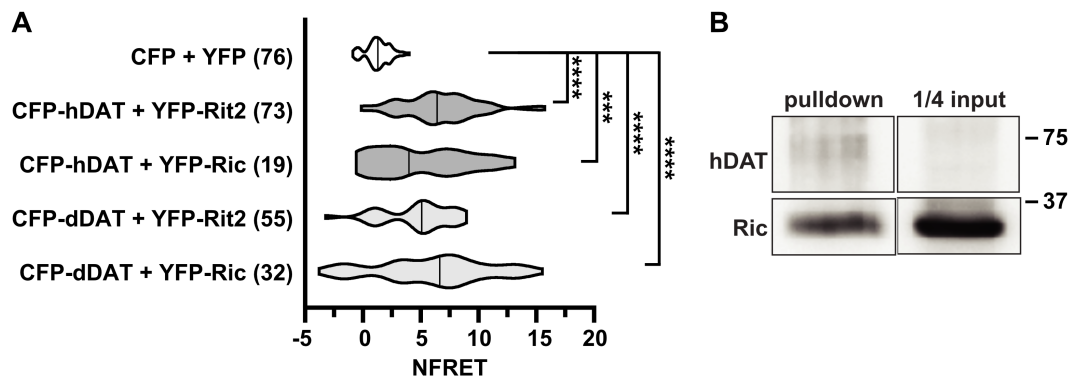 A
CFP + YFP (76)
CFP-hDAT + YFP-Rit2 (73)
CFP-hDAT + YFP-Ric (19)
CFP-dDAT + YFP-Rit2 (55)
CFP-dDAT + YFP-Ric (32)
****
***
****
****
-5 0 5 10 15 20
NFRET
B
pulldown 1/4 input
hDAT
75
37
Ric